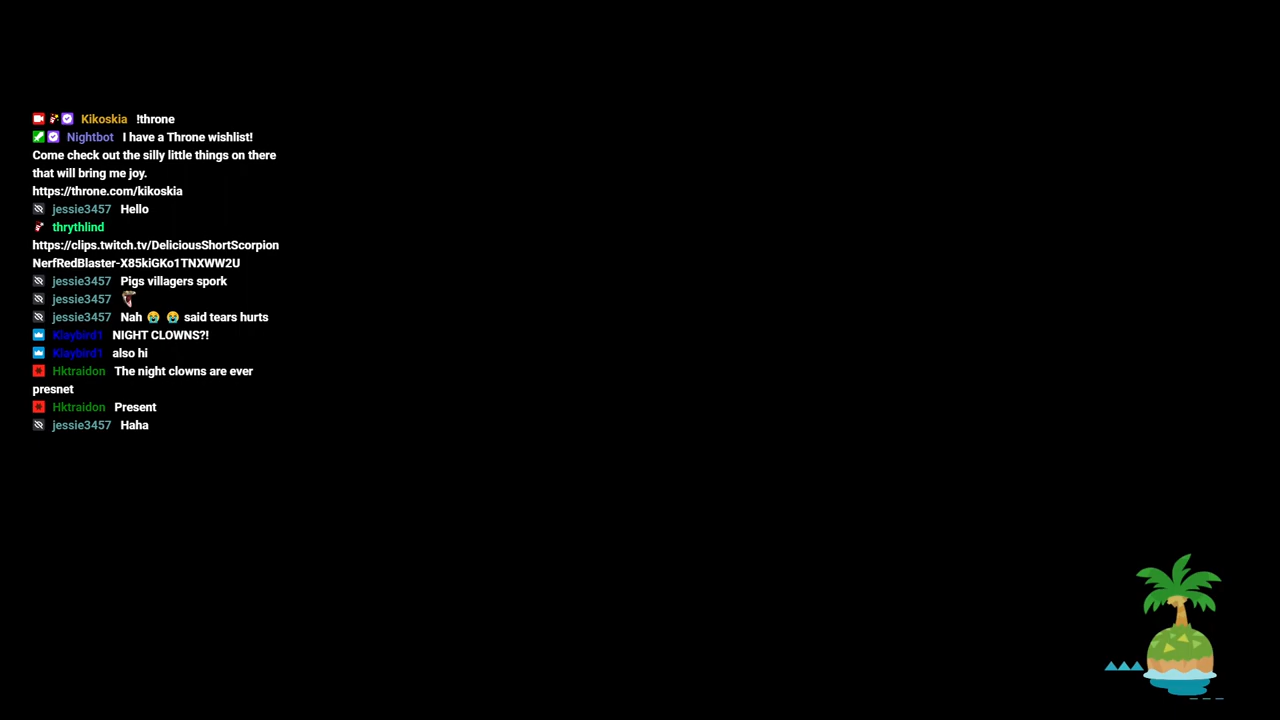 Kikoskia !throne
Nightbot I have a Throne wishlist!
Come check out the silly little things on there
that will bring me joy.
https://throne.com/kikoskia
jessie3457 Hello
thrythlind
https://clips.twitch.tv/DeliciousShortScorpion
NerfRedBlaster-X85kiGKo1TNXWW2U
jessie3457 Pigs villagers spork
jessie3457
jessie3457 Nah 😭 😭 said tears hurts
Klaybird1 NIGHT CLOWNS?!
Klaybird1 also hi
Hktraidon The night clowns are ever
presnet
Hktraidon Present
jessie3457 Haha